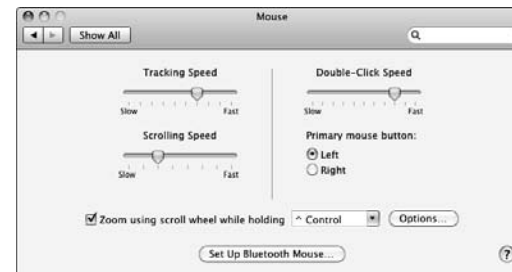 Mouse
Show All
Tracking Speed
Slow Fast
Scrolling Speed
Slow Fast
Double-Click Speed
Slow Fast
Primary mouse button:
Left
Right
Zoom using scroll wheel while holding ^ Control Options...
Set Up Bluetooth Mouse... ?